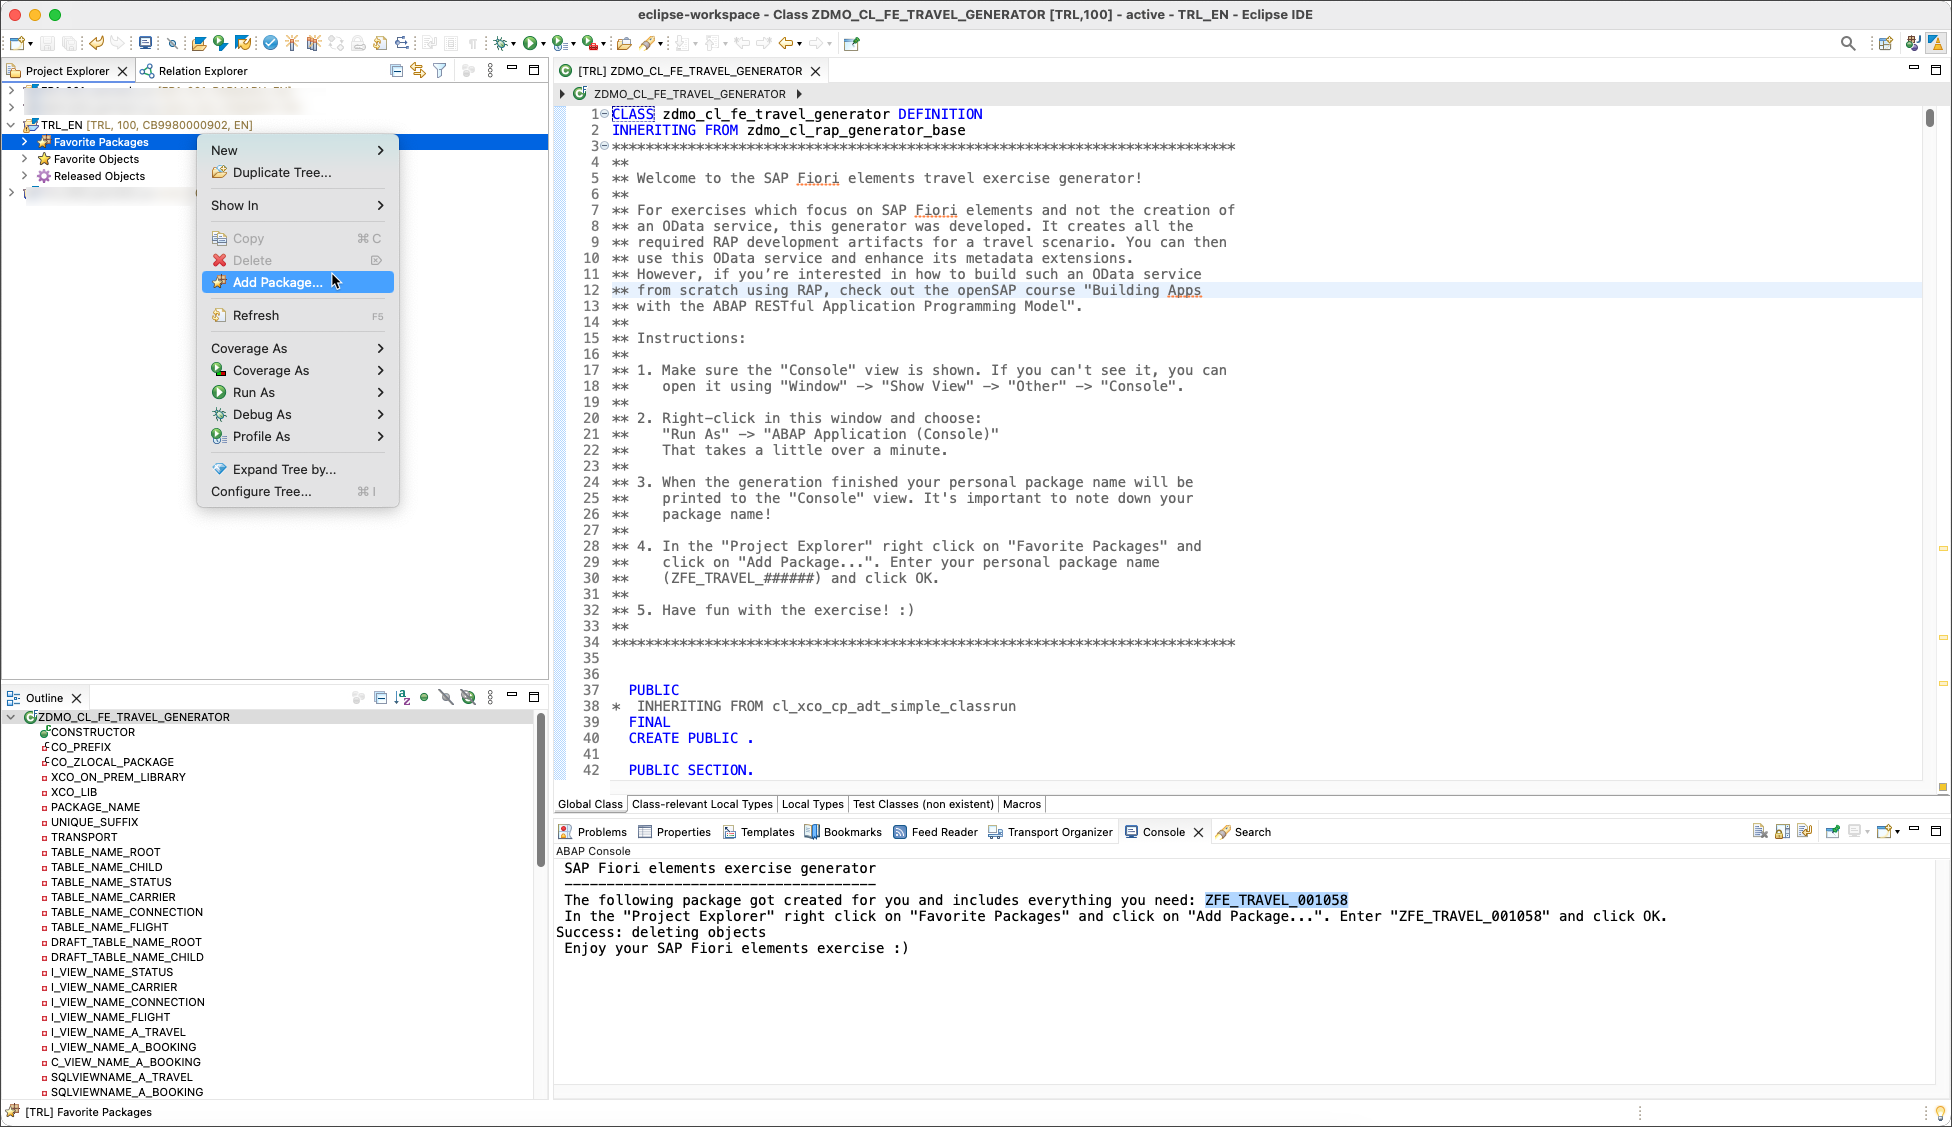 eclipse-workspace - Class ZDMO_CL_FE_TRAVEL_GENERATOR [TRL,100] - active - TRL_EN - Eclipse IDE
Project Explorer
Relation Explorer
TRL_EN [TRL, 100, CB9980000902, EN]
Favorite Packages
Favorite Objects
Released Objects
New
Duplicate Tree...
Show In
Copy ⌘ C
Delete ⌦
Add Package...
Refresh F5
Coverage As
Coverage As
Run As
Debug As
Profile As
Expand Tree by...
Configure Tree... ⌘ I
[TRL] ZDMO_CL_FE_TRAVEL_GENERATOR
ZDMO_CL_FE_TRAVEL_GENERATOR
1 CLASS zdmo_cl_fe_travel_generator DEFINITION
2 INHERITING FROM zdmo_cl_rap_generator_base
3 **************************************************************************
4 **
5 ** Welcome to the SAP Fiori elements travel exercise generator!
6 **
7 ** For exercises which focus on SAP Fiori elements and not the creation of
8 ** an OData service, this generator was developed. It creates all the
9 ** required RAP development artifacts for a travel scenario. You can then
10 ** use this OData service and enhance its metadata extensions.
11 ** However, if you’re interested in how to build such an OData service
12 ** from scratch using RAP, check out the openSAP course "Building Apps
13 ** with the ABAP RESTful Application Programming Model".
14 **
15 ** Instructions:
16 **
17 ** 1. Make sure the "Console" view is shown. If you can't see it, you can
18 **    open it using "Window" -> "Show View" -> "Other" -> "Console".
19 **
20 ** 2. Right-click in this window and choose:
21 **    "Run As" -> "ABAP Application (Console)"
22 **    That takes a little over a minute.
23 **
24 ** 3. When the generation finished your personal package name will be
25 **    printed to the "Console" view. It's important to note down your
26 **    package name!
27 **
28 ** 4. In the "Project Explorer" right click on "Favorite Packages" and
29 **    click on "Add Package...". Enter your personal package name
30 **    (ZFE_TRAVEL_######) and click OK.
31 **
32 ** 5. Have fun with the exercise! :)
33 **
34 **************************************************************************
35
36
37 PUBLIC
38 * INHERITING FROM cl_xco_cp_adt_simple_classrun
39 FINAL
40 CREATE PUBLIC .
41
42 PUBLIC SECTION.
Global Class
Class-relevant Local Types
Local Types
Test Classes (non existent)
Macros
Outline
ZDMO_CL_FE_TRAVEL_GENERATOR
CONSTRUCTOR
CO_PREFIX
CO_ZLOCAL_PACKAGE
XCO_ON_PREM_LIBRARY
XCO_LIB
PACKAGE_NAME
UNIQUE_SUFFIX
TRANSPORT
TABLE_NAME_ROOT
TABLE_NAME_CHILD
TABLE_NAME_STATUS
TABLE_NAME_CARRIER
TABLE_NAME_CONNECTION
TABLE_NAME_FLIGHT
DRAFT_TABLE_NAME_ROOT
DRAFT_TABLE_NAME_CHILD
I_VIEW_NAME_STATUS
I_VIEW_NAME_CARRIER
I_VIEW_NAME_CONNECTION
I_VIEW_NAME_FLIGHT
I_VIEW_NAME_A_TRAVEL
I_VIEW_NAME_A_BOOKING
C_VIEW_NAME_A_BOOKING
SQLVIEWNAME_A_TRAVEL
SQLVIEWNAME_A_BOOKING
Problems
Properties
Templates
Bookmarks
Feed Reader
Transport Organizer
Console
Search
ABAP Console
SAP Fiori elements exercise generator
-------------------------------------
The following package got created for you and includes everything you need: ZFE_TRAVEL_001058
In the "Project Explorer" right click on "Favorite Packages" and click on "Add Package...". Enter "ZFE_TRAVEL_001058" and click OK.
Success: deleting objects
Enjoy your SAP Fiori elements exercise :)
[TRL] Favorite Packages